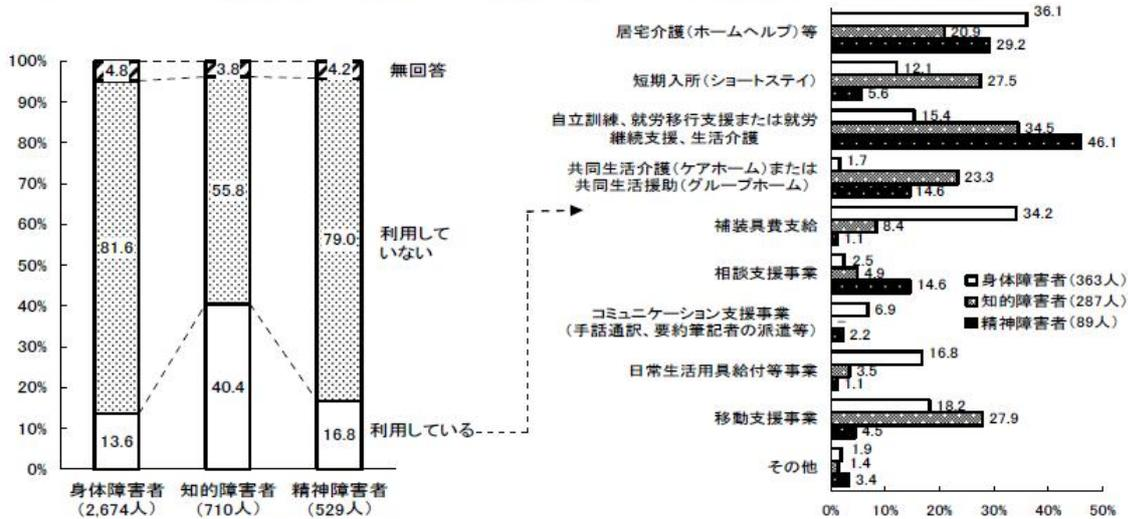 100%
90%
80%
70%
60%
50%
40%
30%
20%
10%
0%
4.8
3.8
4.2
無回答
81.6
55.8
79.0
利用して
いない
13.6
40.4
16.8
利用している
身体障害者
(2,674人)
知的障害者
(710人)
精神障害者
(529人)
居宅介護(ホームヘルプ)等
36.1
20.9
29.2
短期入所(ショートステイ)
12.1
27.5
5.6
自立訓練、就労移行支援または就労
継続支援、生活介護
15.4
34.5
46.1
共同生活介護(ケアホーム)または
共同生活援助(グループホーム)
1.7
23.3
14.6
補装具費支給
34.2
8.4
1.1
相談支援事業
2.5
4.9
14.6
コミュニケーション支援事業
(手話通訳、要約筆記者の派遣等)
6.9
–
2.2
日常生活用具給付等事業
16.8
3.5
1.1
移動支援事業
18.2
27.9
4.5
その他
1.9
1.4
3.4
身体障害者(363人)
知的障害者(287人)
精神障害者(89人)
0%
10%
20%
30%
40%
50%